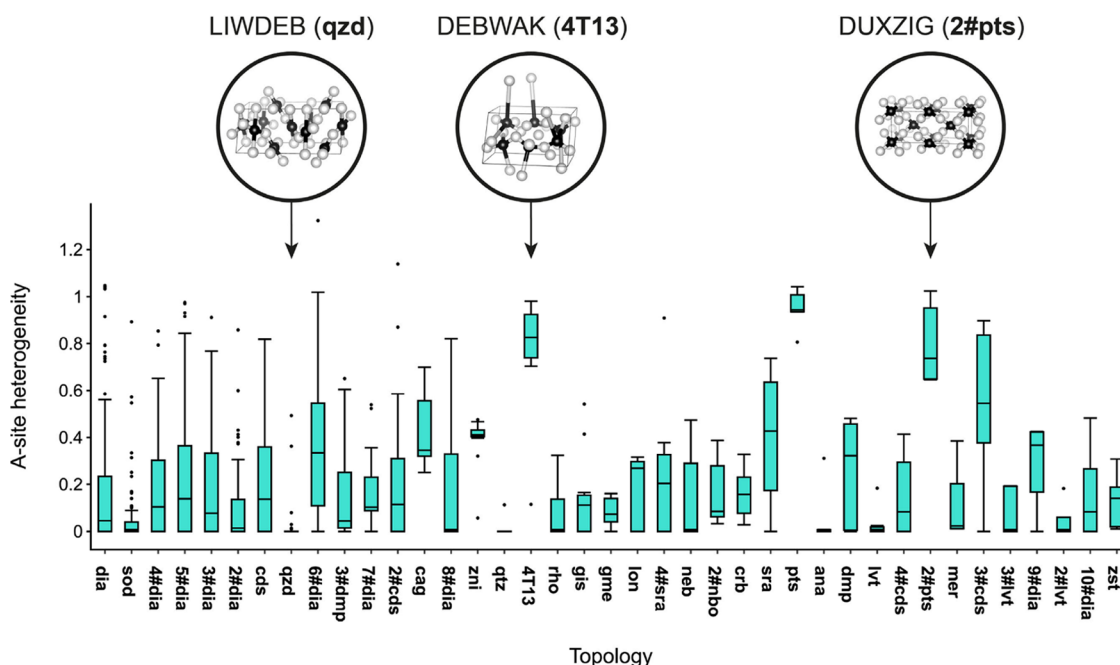 LIWDEB (qzd) DEBWAK (4T13) DUXZIG (2#pts)
A-site heterogeneity
1.2
1
0.8
0.6
0.4
0.2
0
dia sod 4#dia 5#dia 3#dia 2#dia cds qzd 6#dia 3#dmp 7#dia 2#cds cag 8#dia zni qtz 4T13 rho gis gme lon 4#sra neb 2#nbo crb sra pts ana dmp lvt 4#cds 2#pts mer 3#cds 3#lvt 9#dia 2#lvt 10#dia zst
Topology